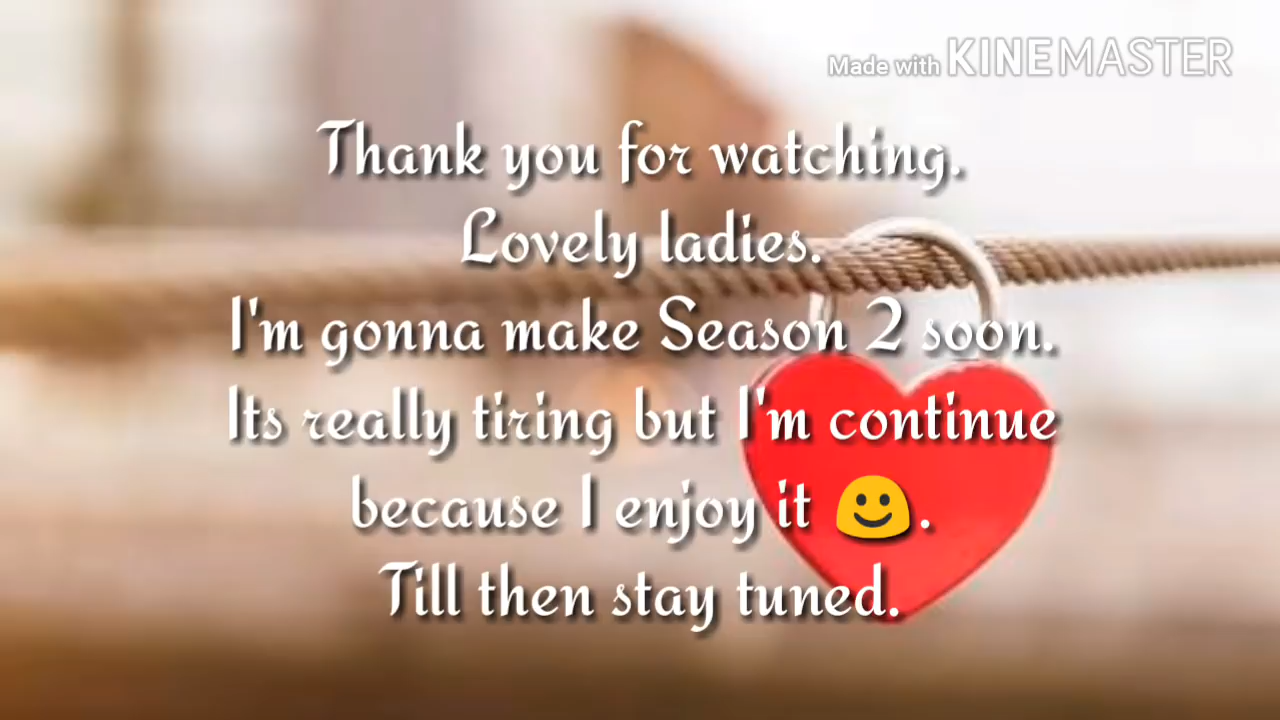 Made with KINEMASTER
Thank you for watching.
Lovely ladies.
I'm gonna make Season 2 soon.
Its really tiring but I'm continue
because I enjoy it 🙂.
Till then stay tuned.